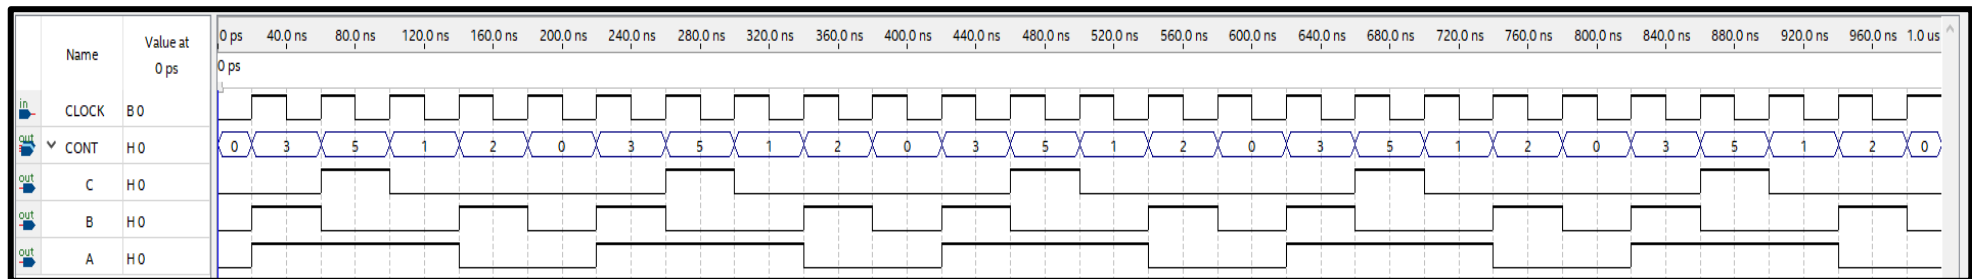 Name Value at 0 ps
0 ps 40.0 ns 80.0 ns 120.0 ns 160.0 ns 200.0 ns 240.0 ns 280.0 ns 320.0 ns 360.0 ns 400.0 ns 440.0 ns 480.0 ns 520.0 ns 560.0 ns 600.0 ns 640.0 ns 680.0 ns 720.0 ns 760.0 ns 800.0 ns 840.0 ns 880.0 ns 920.0 ns 960.0 ns 1.0 us
0 ps
in CLOCK B 0
out CONT H 0 0 3 5 1 2 0 3 5 1 2 0 3 5 1 2 0 3 5 1 2 0 3 5 1 2 0
out C H 0
out B H 0
out A H 0